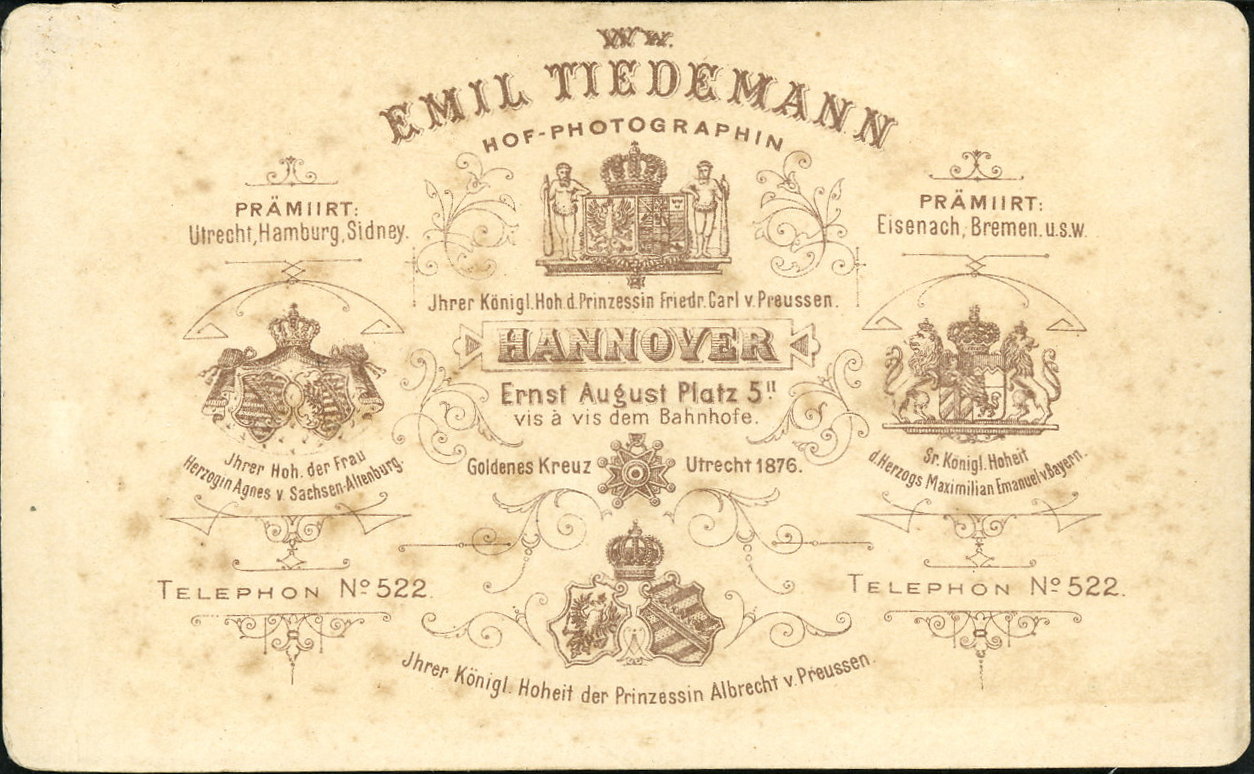 Ww.
EMIL TIEDEMANN
HOF-PHOTOGRAPHIN
PRÄMIIRT:
Utrecht, Hamburg, Sidney.
PRÄMIIRT:
Eisenach, Bremen. u.s.w.
Jhrer Königl. Hoh. d. Prinzessin Friedr. Carl v. Preussen.
HANNOVER
Ernst August Platz 5II
vis à vis dem Bahnhofe.
Goldenes Kreuz Utrecht 1876.
Jhrer Hoh. der Frau
Herzogin Agnes v. Sachsen-Altenburg.
Sr. Königl. Hoheit
d. Herzogs Maximilian Emanuel v. Bayern.
TELEPHON No 522.
TELEPHON No 522.
Jhrer Königl. Hoheit der Prinzessin Albrecht v. Preussen.